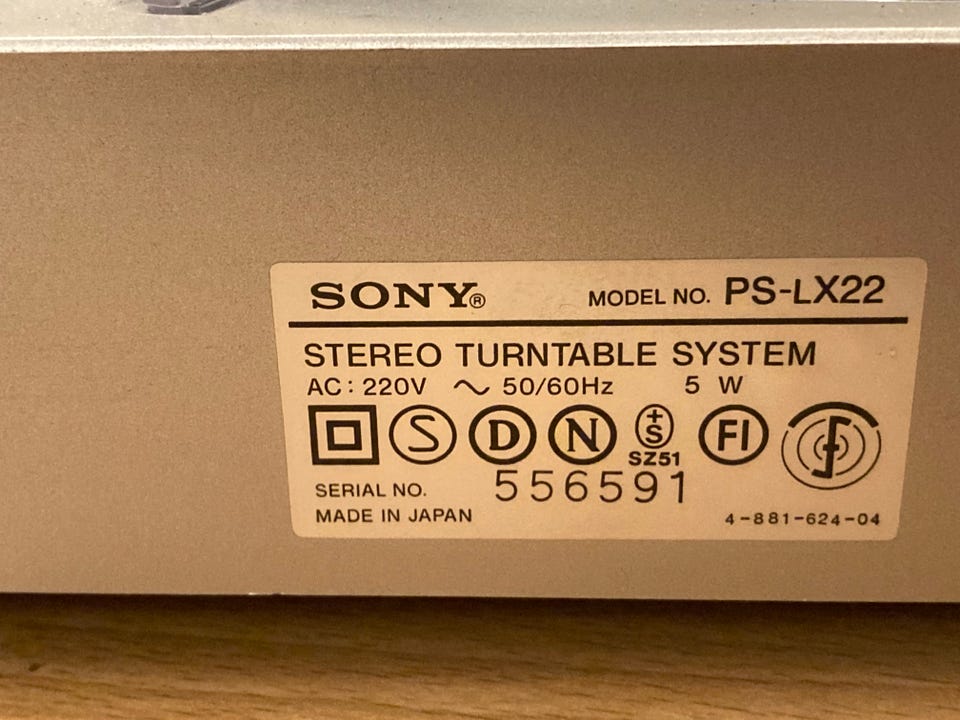 SONY® MODEL NO. PS-LX22
STEREO TURNTABLE SYSTEM
AC: 220V ~ 50/60Hz 5 W
S D N +S FI
SZ51
SERIAL NO. 556591
MADE IN JAPAN 4-881-624-04